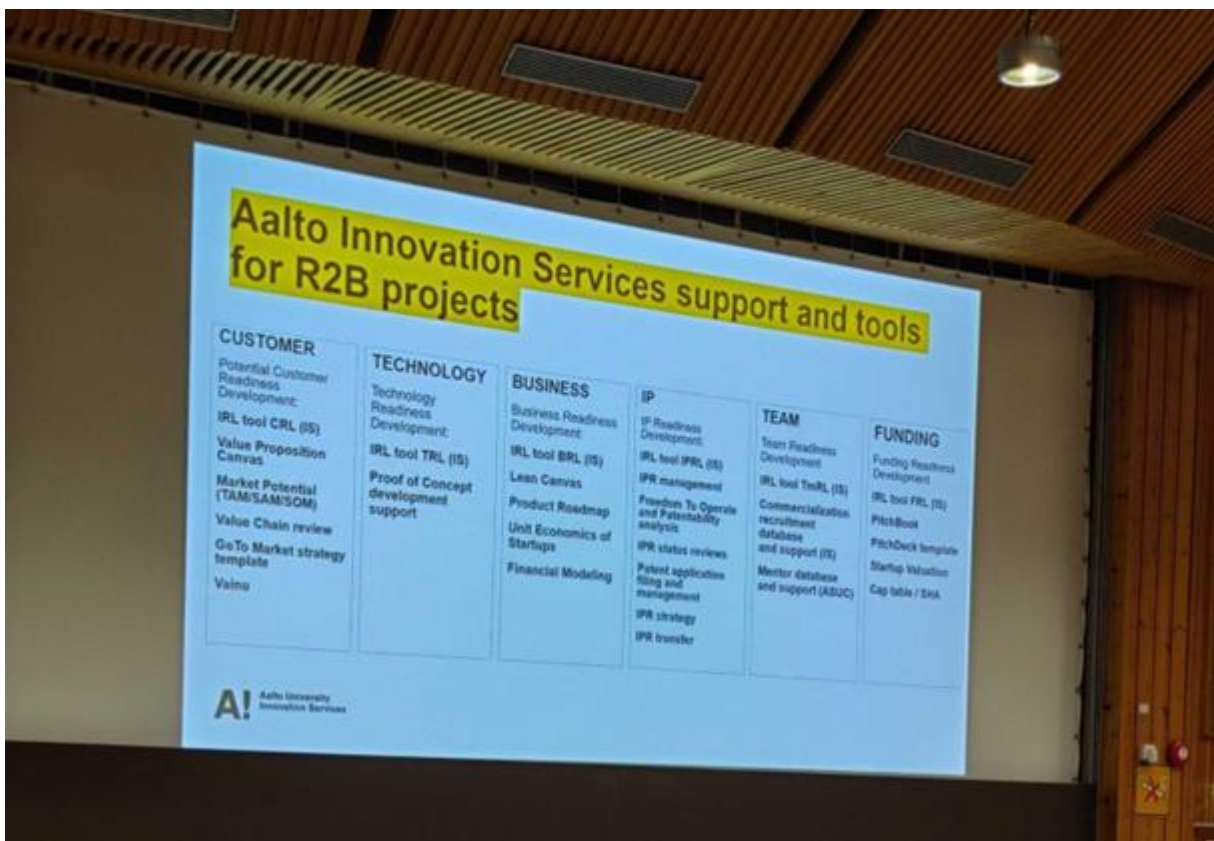 Aalto Innovation Services support and tools
for R2B projects
CUSTOMER
Potential Customer
Readiness
Development:
IRL tool CRL (IS)
Value Proposition
Canvas
Market Potential
(TAM/SAM/SOM)
Value Chain review
GoTo Market strategy
template
Vainu
TECHNOLOGY
Technology
Readiness
Development:
IRL tool TRL (IS)
Proof of Concept
development
support
BUSINESS
Business Readiness
Development:
IRL tool BRL (IS)
Lean Canvas
Product Roadmap
Unit Economics of
Startups
Financial Modeling
IP
IP Readiness
Development:
IRL tool IPRL (IS)
IPR management
Freedom To Operate
and Patentability
analysis
IPR status reviews
Patent application
filing and
management
IPR strategy
IPR transfer
TEAM
Team Readiness
Development:
IRL tool TmRL (IS)
Commercialization
recruitment
database
and support (IS)
Mentor database
and support (ASUC)
FUNDING
Funding Readiness
Development:
IRL tool FRL (IS)
PitchBook
PitchDeck template
Startup Valuation
Cap table / SHA
A! Aalto University
Innovation Services